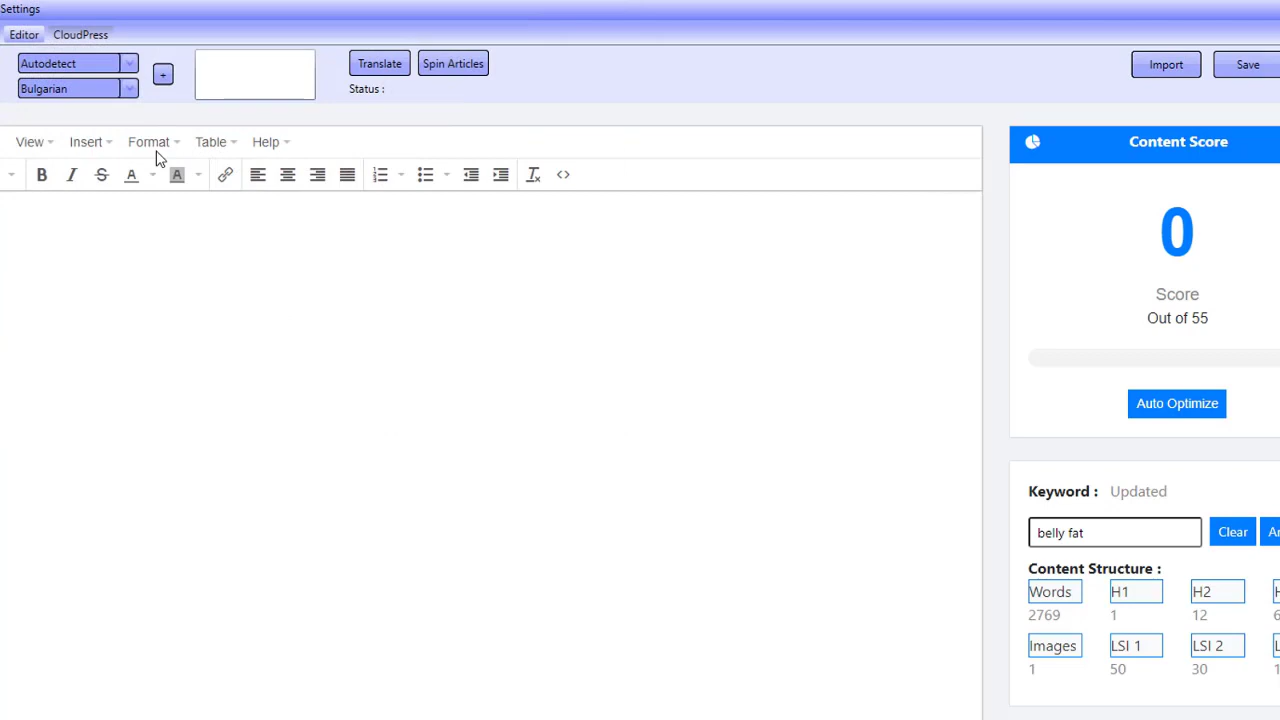 Settings
Editor CloudPress
Autodetect
Bulgarian
+
Translate Spin Articles
Status :
Import Save
View Insert Format Table Help
B I S A A
Content Score
0
Score
Out of 55
Auto Optimize
Keyword : Updated
belly fat Clear
Content Structure :
Words H1 H2
2769 1 12 6
Images LSI 1 LSI 2
1 50 30 1